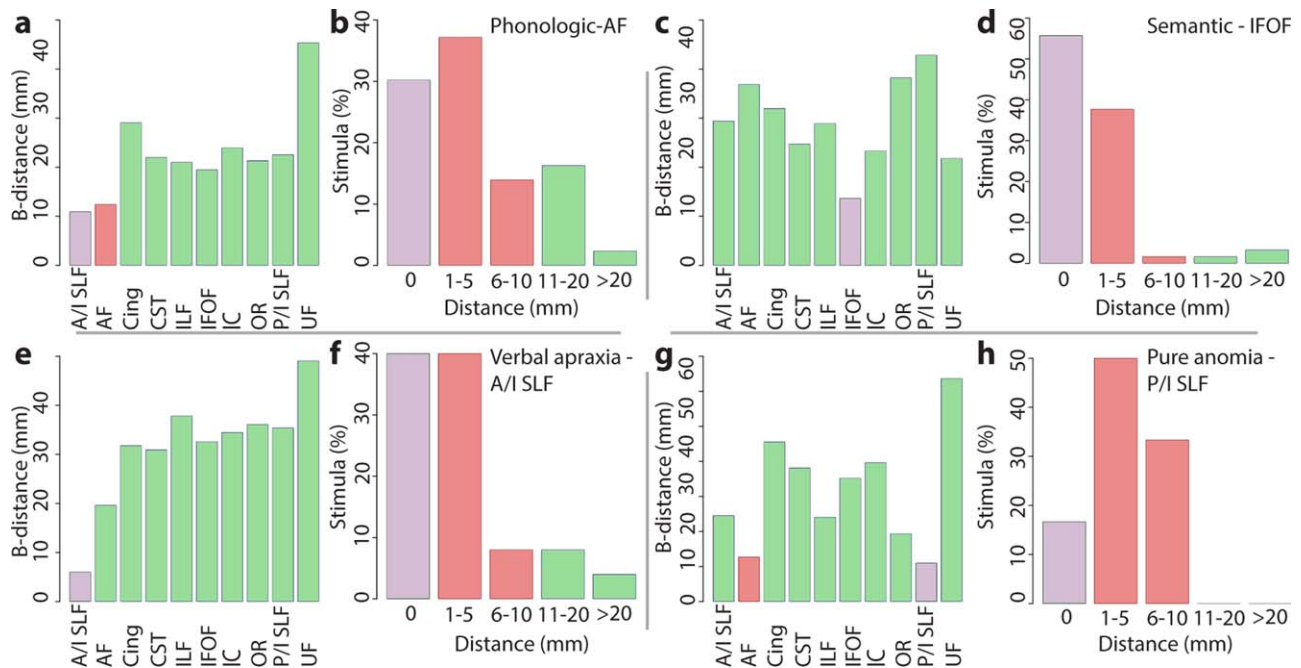 a
B-distance (mm)
0 10 20 30 40
A/I SLF AF Cing CST ILF IFOF IC OR P/I SLF UF
b
Phonologic-AF
Stimula (%)
0 10 20 30 40
0 1-5 6-10 11-20 >20
Distance (mm)
c
B-distance (mm)
0 10 20 30 40
A/I SLF AF Cing CST ILF IFOF IC OR P/I SLF UF
d
Semantic - IFOF
Stimula (%)
0 10 20 30 40 50 60
0 1-5 6-10 11-20 >20
Distance (mm)
e
B-distance (mm)
0 10 20 30 40
A/I SLF AF Cing CST ILF IFOF IC OR P/I SLF UF
f
Verbal apraxia -
A/I SLF
Stimula (%)
0 10 20 30 40
0 1-5 6-10 11-20 >20
Distance (mm)
g
B-distance (mm)
0 10 20 30 40 50 60
A/I SLF AF Cing CST ILF IFOF IC OR P/I SLF UF
h
Pure anomia -
P/I SLF
Stimula (%)
0 10 20 30 40 50
0 1-5 6-10 11-20 >20
Distance (mm)